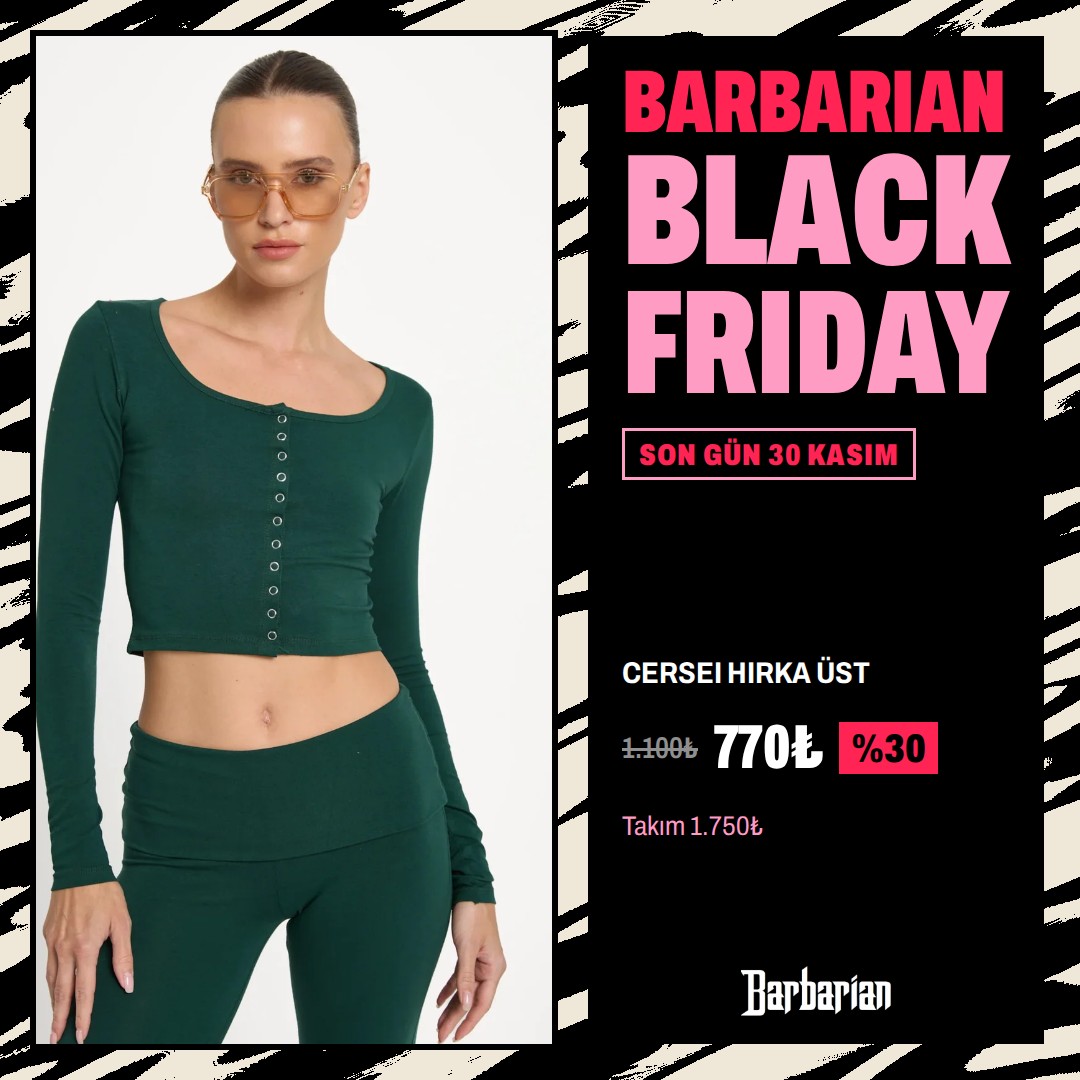 BARBARIAN
BLACK
FRIDAY
SON GÜN 30 KASIM
CERSEI HIRKA ÜST
1.100₺ 770₺ %30
Takım 1.750₺
Barbarian